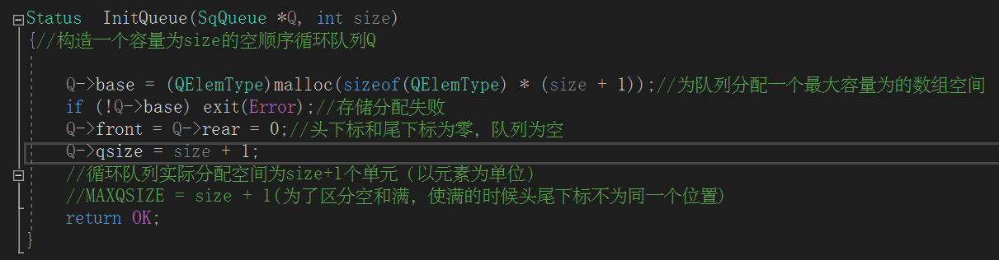 Status  InitQueue(SqQueue *Q, int size)
{//构造一个容量为size的空顺序循环队列Q
Q->base = (QElemType)malloc(sizeof(QElemType) * (size + 1));//为队列分配一个最大容量为的数组空间
if (!Q->base) exit(Error);//存储分配失败
Q->front = Q->rear = 0;//头下标和尾下标为零，队列为空
Q->qsize = size + 1;
//循环队列实际分配空间为size+1个单元（以元素为单位）
//MAXQSIZE = size + 1(为了区分空和满，使满的时候头尾下标不为同一个位置)
return OK;
}